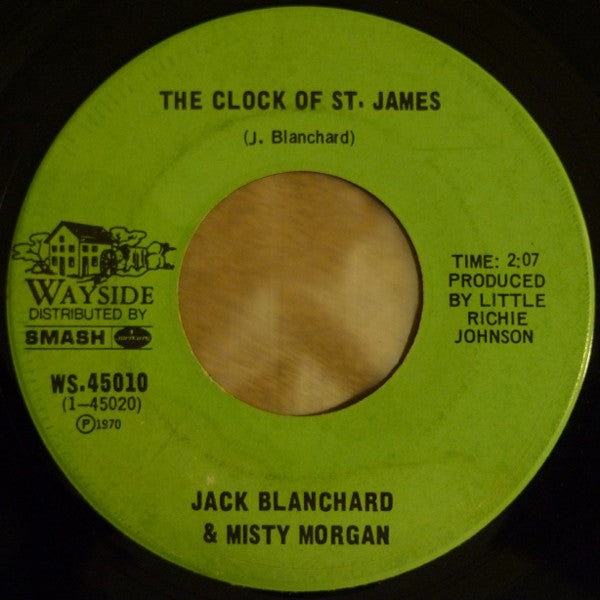 THE CLOCK OF ST. JAMES
(J. Blanchard)
WAYSIDE
DISTRIBUTED BY
SMASH
WS.45010
(1-45020)
Ⓟ1970
TIME: 2:07
PRODUCED
BY LITTLE
RICHIE
JOHNSON
JACK BLANCHARD
& MISTY MORGAN